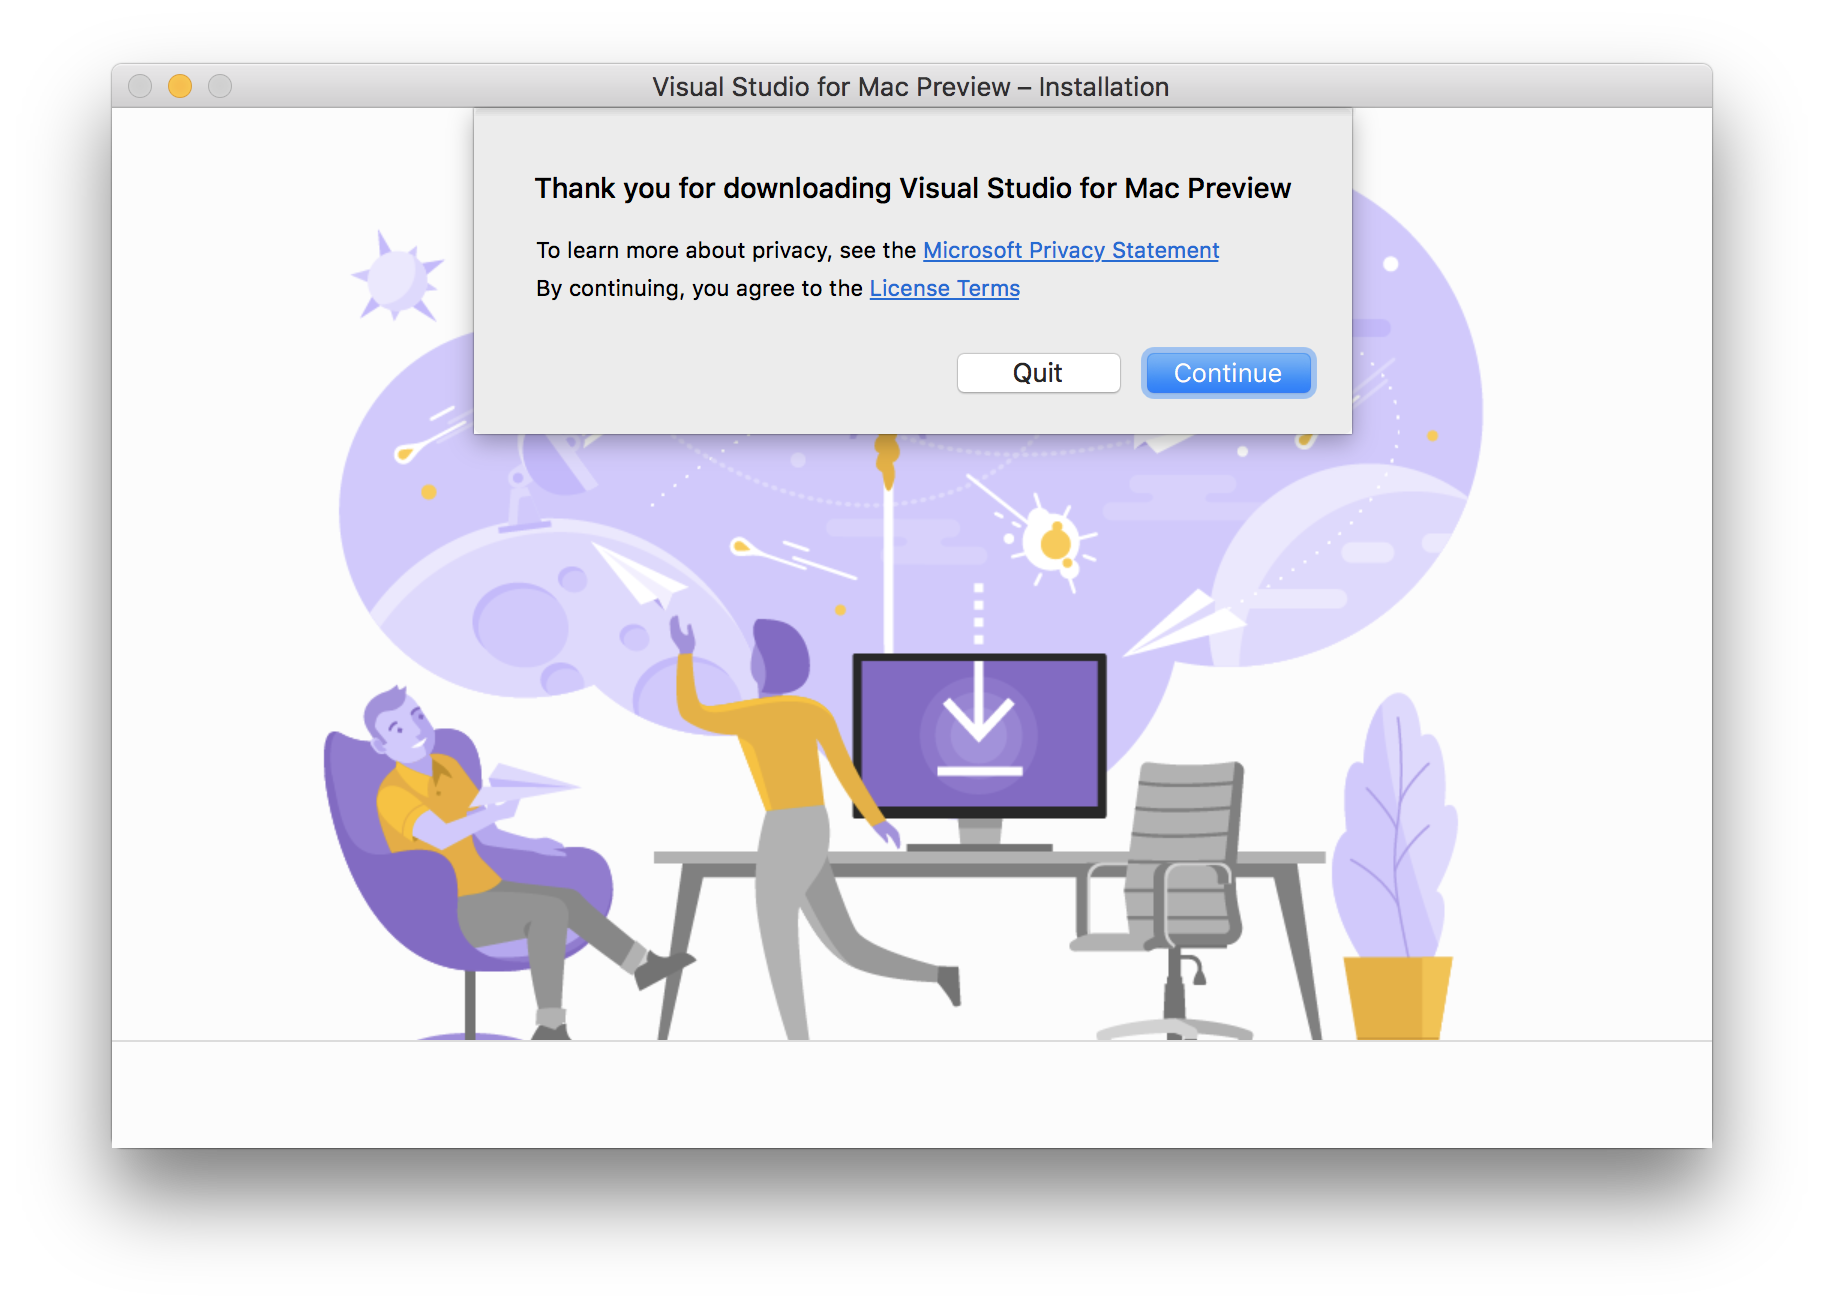 Visual Studio for Mac Preview – Installation
Thank you for downloading Visual Studio for Mac Preview
To learn more about privacy, see the Microsoft Privacy Statement
By continuing, you agree to the License Terms
Quit Continue